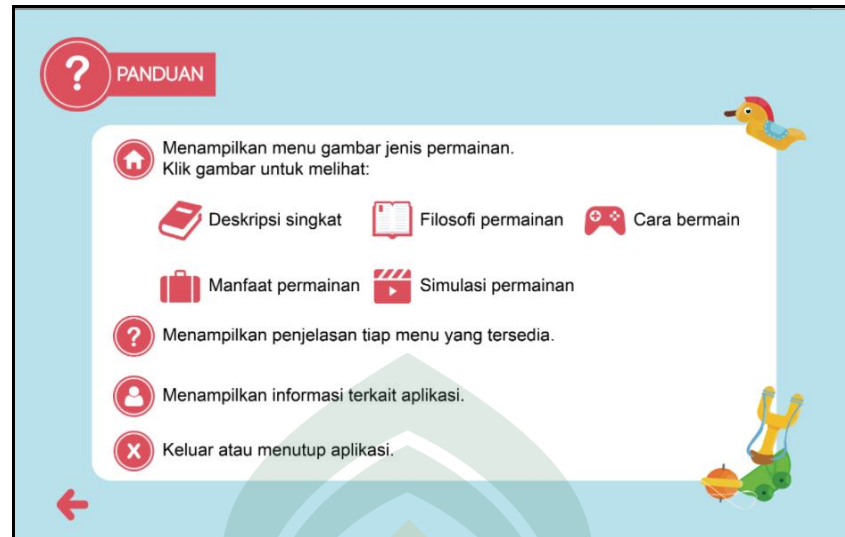 PANDUAN
Menampilkan menu gambar jenis permainan.
Klik gambar untuk melihat:
Deskripsi singkat Filosofi permainan Cara bermain
Manfaat permainan Simulasi permainan
Menampilkan penjelasan tiap menu yang tersedia.
Menampilkan informasi terkait aplikasi.
Keluar atau menutup aplikasi.